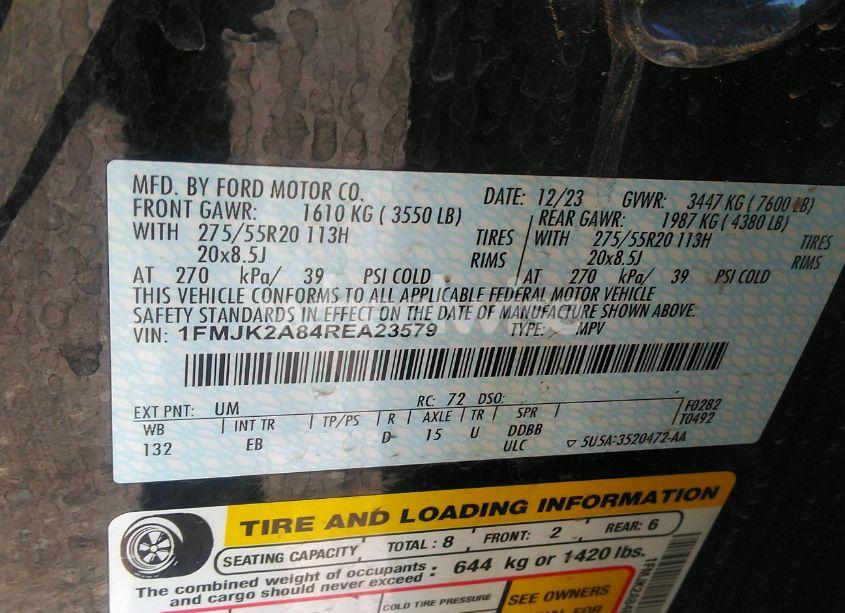 MFD. BY FORD MOTOR CO. DATE: 12/23 GVWR: 3447 KG (7600 LB)
FRONT GAWR: 1610 KG (3550 LB) REAR GAWR: 1987 KG (4380 LB)
WITH 275/55R20 113H TIRES WITH 275/55R20 113H TIRES
20x8.5J RIMS 20x8.5J RIMS
AT 270 kPa/ 39 PSI COLD AT 270 kPa/ 39 PSI COLD
THIS VEHICLE CONFORMS TO ALL APPLICABLE FEDERAL MOTOR VEHICLE
SAFETY STANDARDS IN EFFECT ON THE DATE OF MANUFACTURE SHOWN ABOVE.
VIN: 1FMJK2A84REA23579 TYPE: MPV
EXT PNT: UM RC: 72 DSO: F0282
WB INT TR TP/PS R AXLE TR SPR T0492
132 EB D 15 U DDBB
ULC 5U5A-3520472-AA
TIRE AND LOADING INFORMATION
SEATING CAPACITY TOTAL : 8 FRONT: 2 REAR: 6
The combined weight of occupants
and cargo should never exceed : 644 kg or 1420 lbs.
COLD TIRE PRESSURE SEE OWNERS
FOR